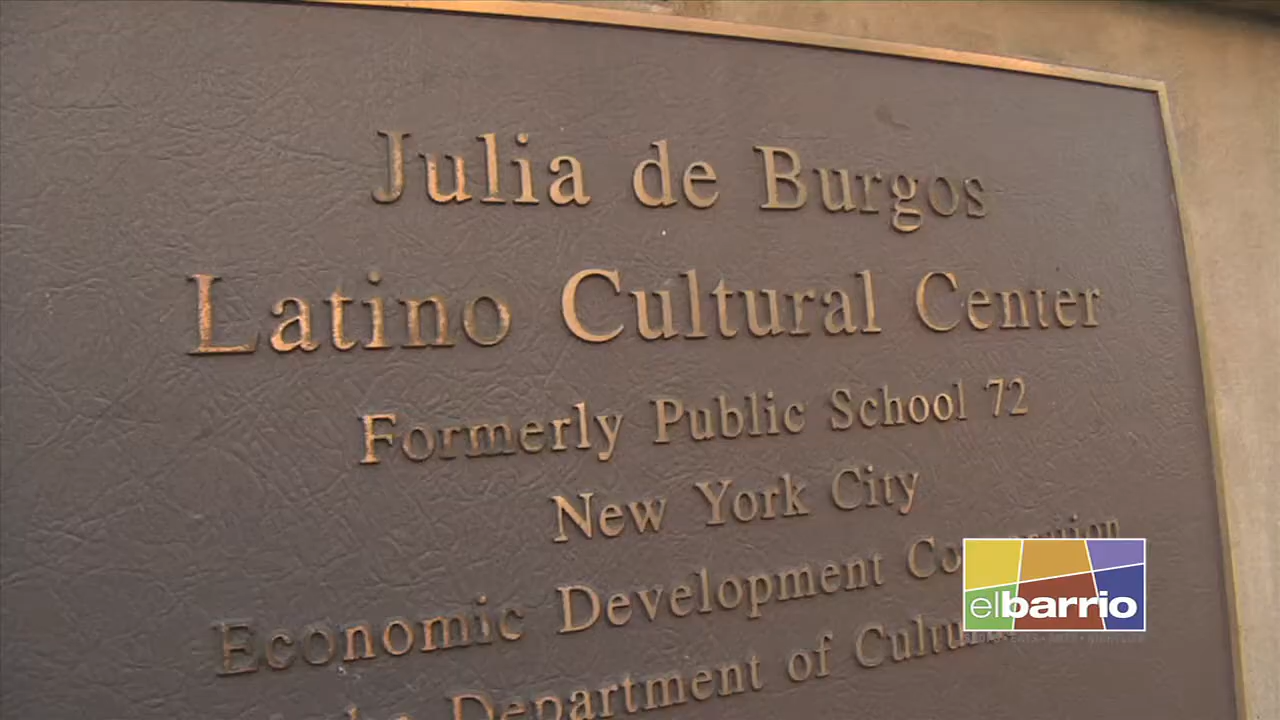 Julia de Burgos
Latino Cultural Center
Formerly Public School 72
New York City
Economic Development
Department of
elbarrio